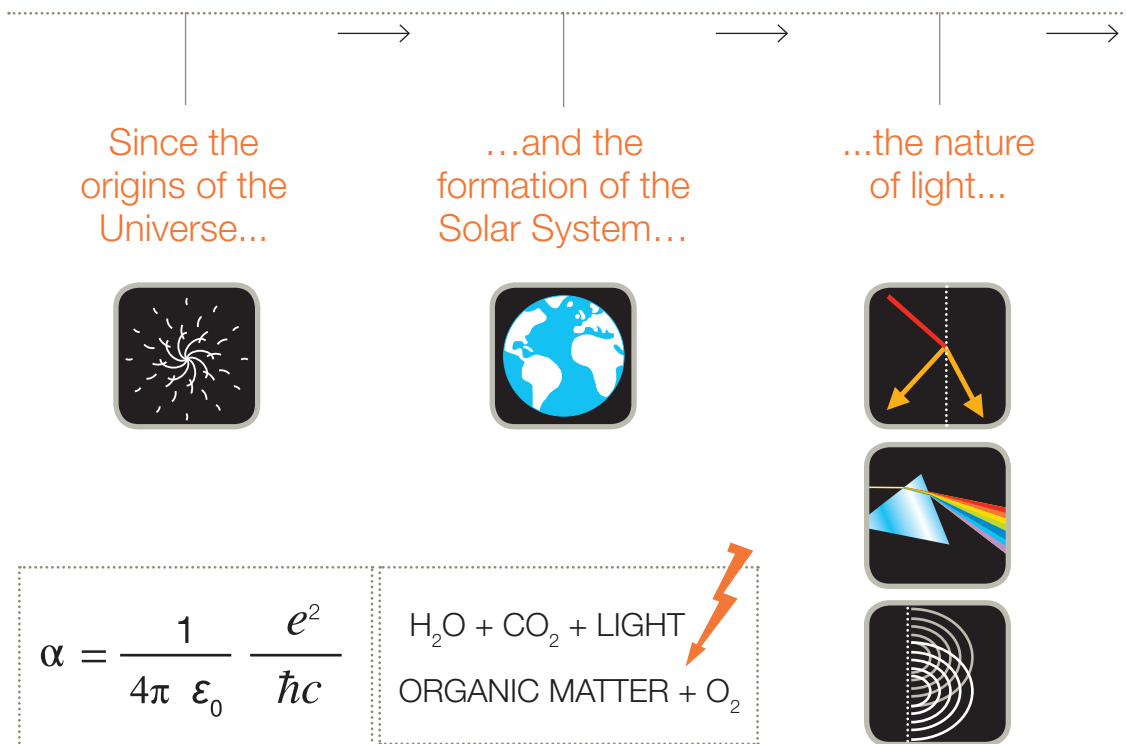 Since the
origins of the
Universe...
…and the
formation of the
Solar System…
...the nature
of light...
α = 1 / 4π ε₀ e² / ħc
H₂O + CO₂ + LIGHT
ORGANIC MATTER + O₂